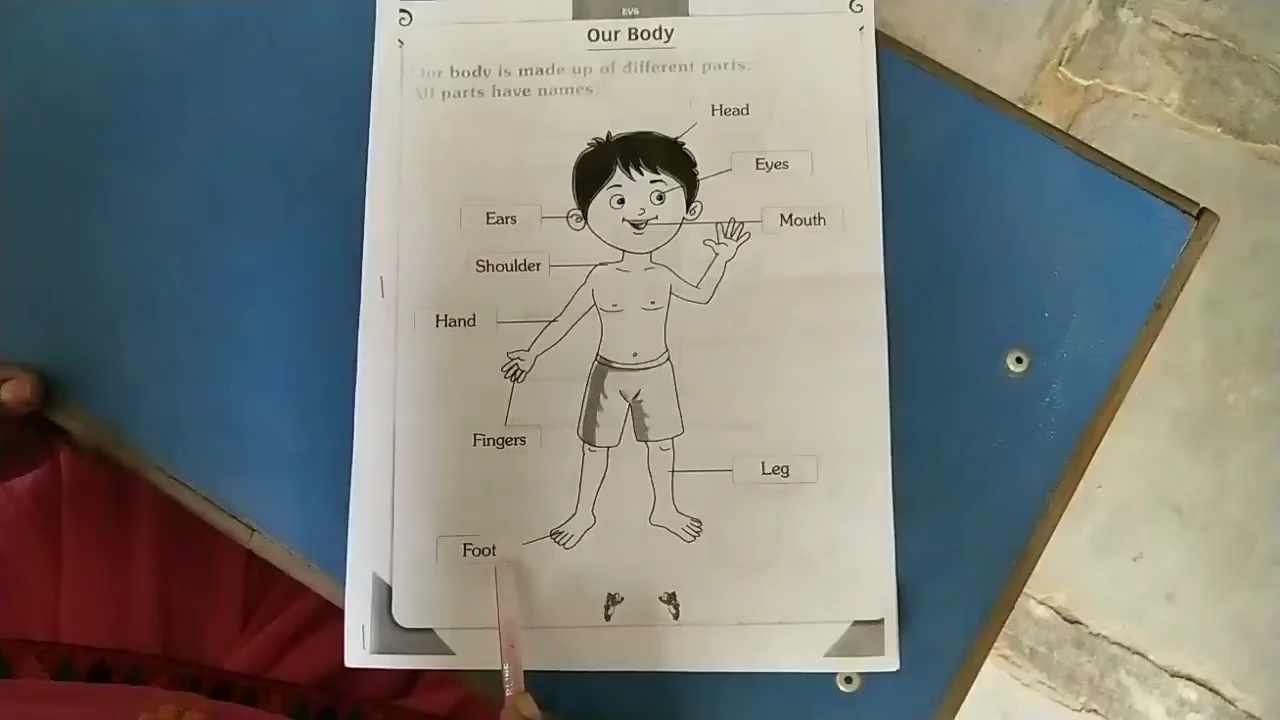 EVS
Our Body
Our body is made up of different parts.
All parts have names
Head
Eyes
Ears
Mouth
Shoulder
Hand
Fingers
Leg
Foot